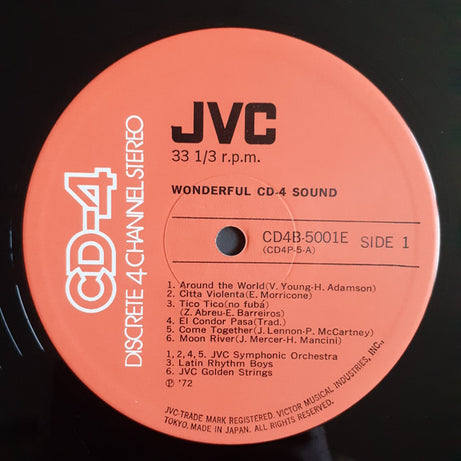 JVC
33 1/3 r.p.m.
WONDERFUL CD-4 SOUND
CD4B-5001E SIDE 1
(CD4P-5-A)
1. Around the World(V. Young-H. Adamson)
2. Citta Violenta(E. Morricone)
3. Tico Tico(no fubá)
(Z. Abreu-E. Barreiros)
4. El Condor Pasa(Trad.)
5. Come Together(J. Lennon-P. McCartney)
6. Moon River(J. Mercer-H. Mancini)
1, 2, 4, 5. JVC Symphonic Orchestra
3. Latin Rhythm Boys
6. JVC Golden Strings
Ⓟ '72
JVC-TRADE MARK REGISTERED. VICTOR MUSICAL INDUSTRIES, INC.,
TOKYO. MADE IN JAPAN. ALL RIGHTS RESERVED.
CD-4
DISCRETE 4 CHANNEL STEREO